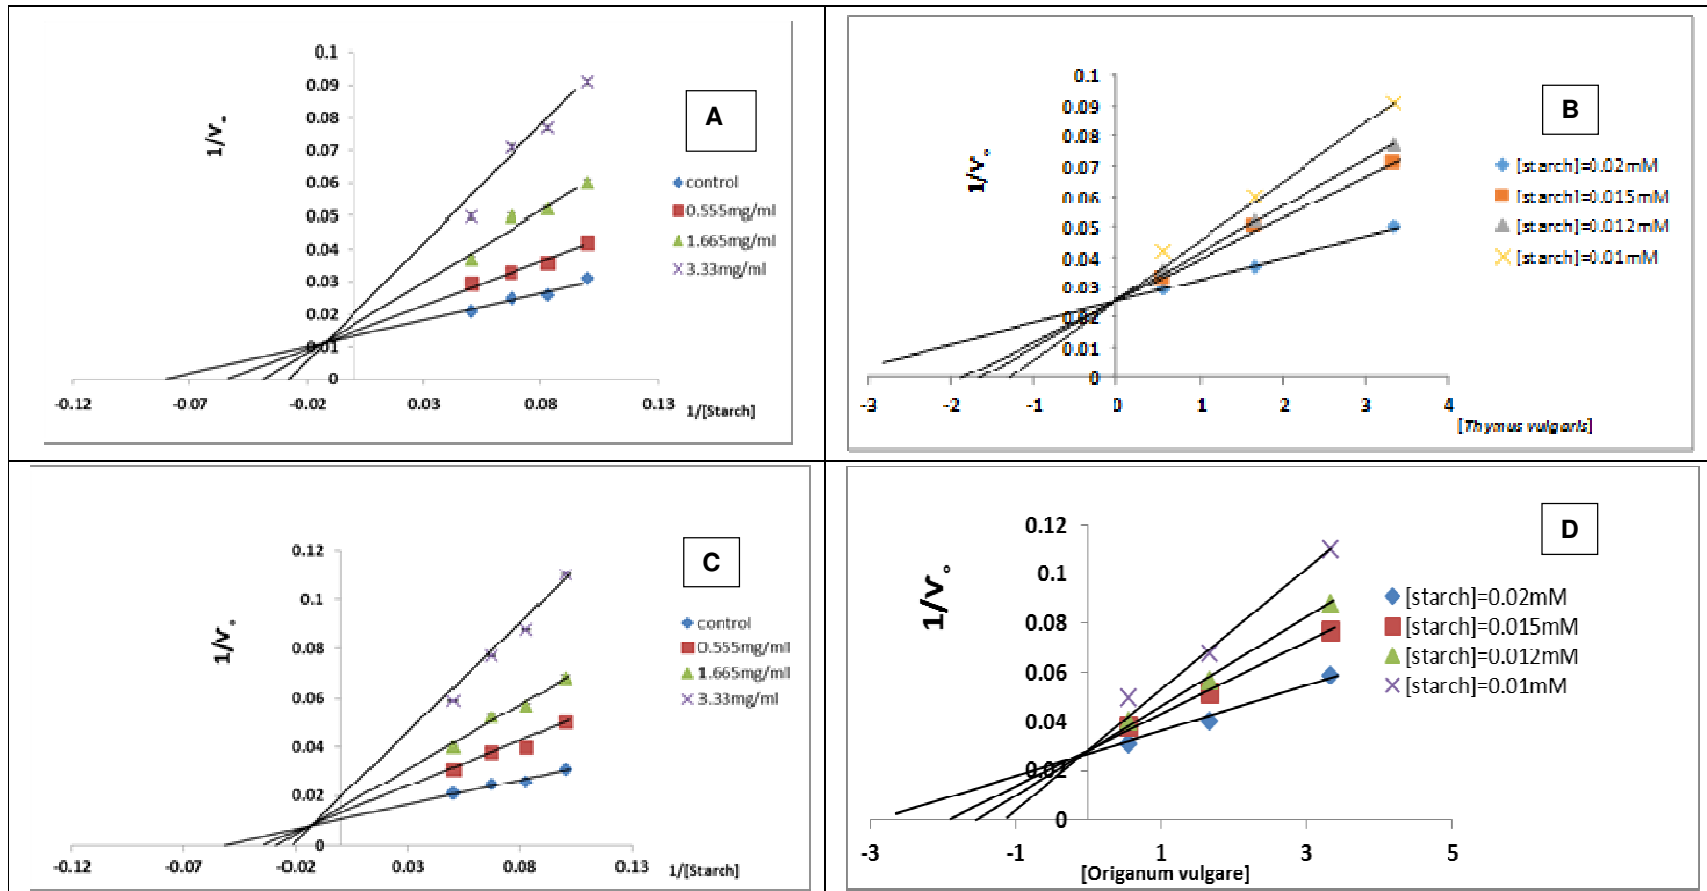 A
1/v°
0.1
0.09
0.08
0.07
0.06
0.05
0.04
0.03
0.02
0.01
0
-0.12
-0.07
-0.02
0.03
0.08
0.13
1/[Starch]
control
0.555mg/ml
1.665mg/ml
3.33mg/ml
B
1/v°
0.1
0.09
0.08
0.07
0.06
0.05
0.04
0.03
0.02
0.01
0
-3
-2
-1
0
1
2
3
4
[Thymus vulgaris]
[starch]=0.02mM
[starch]=0.015mM
[starch]=0.012mM
[starch]=0.01mM
C
1/v°
0.12
0.1
0.08
0.06
0.04
0.02
0
-0.12
-0.07
-0.02
0.03
0.08
0.13
1/[Starch]
control
0.555mg/ml
1.665mg/ml
3.33mg/ml
D
1/v°
0.12
0.1
0.08
0.06
0.04
0.02
0
-3
-1
1
3
5
[Origanum vulgare]
[starch]=0.02mM
[starch]=0.015mM
[starch]=0.012mM
[starch]=0.01mM